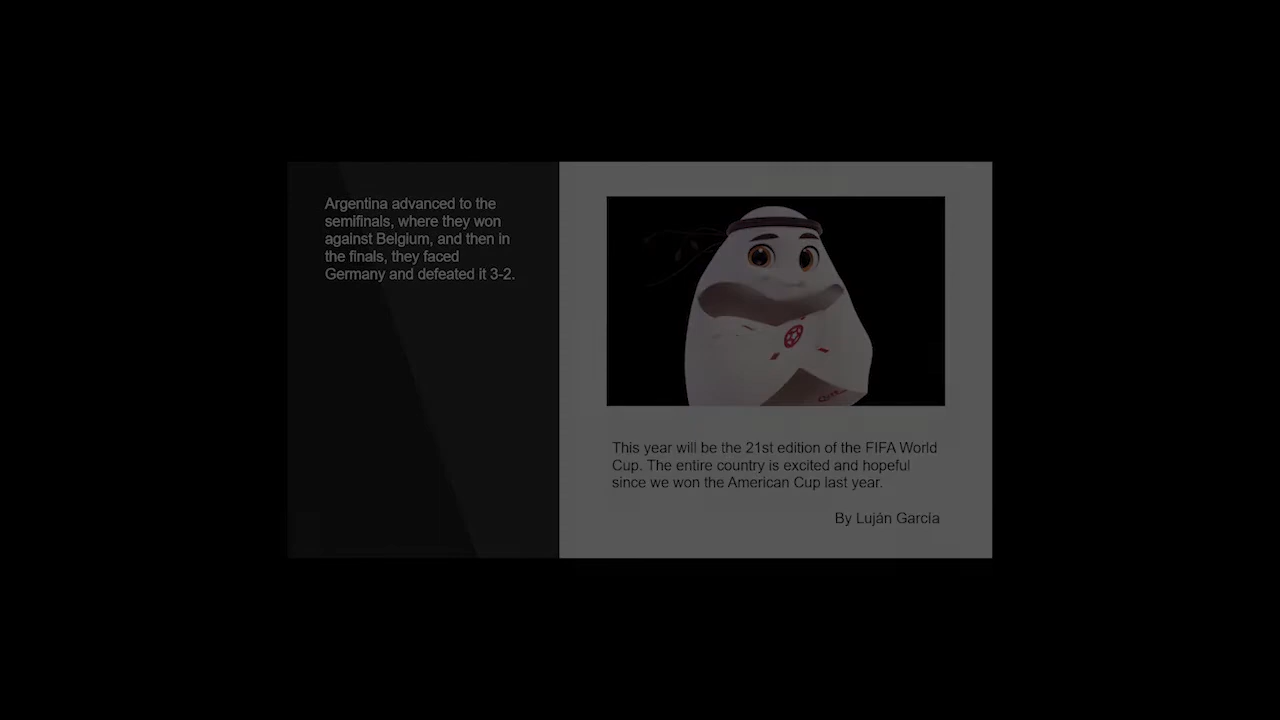 Argentina advanced to the
semifinals, where they won
against Belgium, and then in
the finals, they faced
Germany and defeated it 3-2.
This year will be the 21st edition of the FIFA World
Cup. The entire country is excited and hopeful
since we won the American Cup last year.
By Luján García